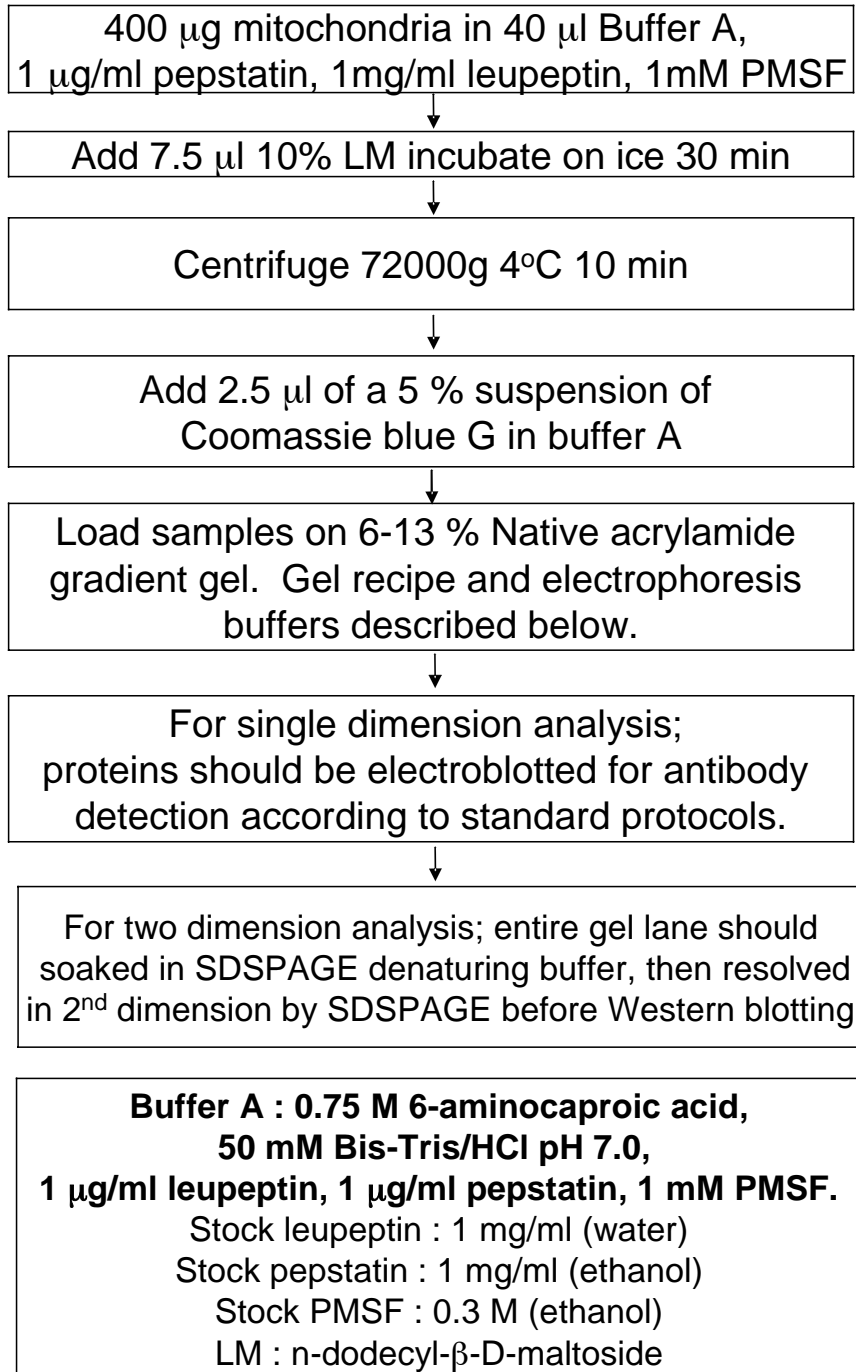 400 μg mitochondria in 40 μl Buffer A,
1 μg/ml pepstatin, 1mg/ml leupeptin, 1mM PMSF
Add 7.5 μl 10% LM incubate on ice 30 min
Centrifuge 72000g 4ºC 10 min
Add 2.5 μl of a 5 % suspension of
Coomassie blue G in buffer A
Load samples on 6-13 % Native acrylamide
gradient gel. Gel recipe and electrophoresis
buffers described below.
For single dimension analysis;
proteins should be electroblotted for antibody
detection according to standard protocols.
For two dimension analysis; entire gel lane should
soaked in SDSPAGE denaturing buffer, then resolved
in 2nd dimension by SDSPAGE before Western blotting
Buffer A : 0.75 M 6-aminocaproic acid,
50 mM Bis-Tris/HCl pH 7.0,
1 μg/ml leupeptin, 1 μg/ml pepstatin, 1 mM PMSF.
Stock leupeptin : 1 mg/ml (water)
Stock pepstatin : 1 mg/ml (ethanol)
Stock PMSF : 0.3 M (ethanol)
LM : n-dodecyl-β-D-maltoside